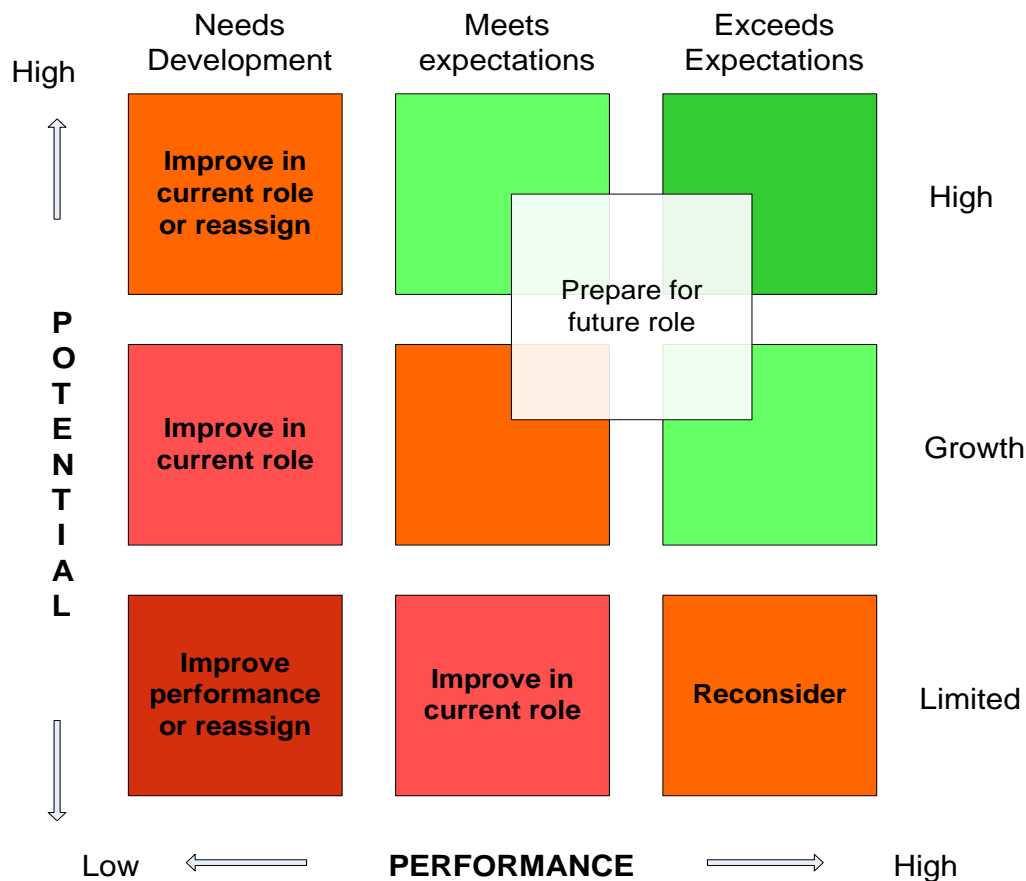 Needs
Development
Meets
expectations
Exceeds
Expectations
High
Improve in
current role
or reassign
High
Prepare for
future role
POTENTIAL
Improve in
current role
Growth
Improve
performance
or reassign
Improve in
current role
Reconsider
Limited
Low
PERFORMANCE
High